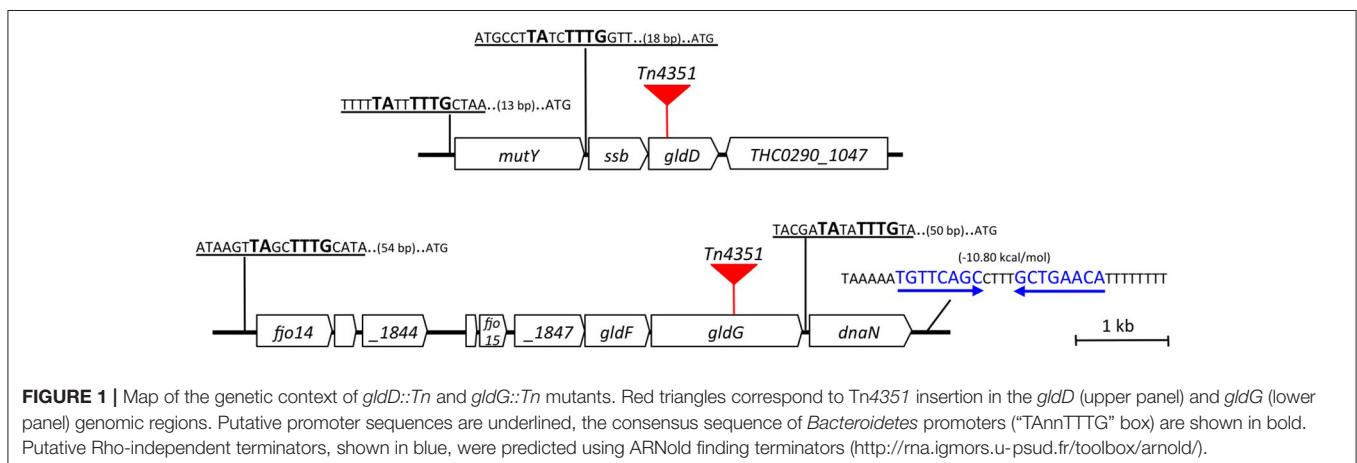 ATGCCTTATCTTTGGTT..(18 bp)..ATG
Tn4351
TTTTTATTTTTGCTAA..(13 bp)..ATG
mutY ssb gldD THC0290_1047
TACGATATATTTGTA..(50 bp)..ATG
ATAAGTTAGCTTTGCATA..(54 bp)..ATG
Tn4351
(-10.80 kcal/mol)
TAAAAATGTTCAGCCTTTGCTGAACATTTTTTTT
fjo14 _1844 fjo 15 _1847 gldF gldG dnaN
1 kb
FIGURE 1 | Map of the genetic context of gldD::Tn and gldG::Tn mutants. Red triangles correspond to Tn4351 insertion in the gldD (upper panel) and gldG (lower
panel) genomic regions. Putative promoter sequences are underlined, the consensus sequence of Bacteroidetes promoters (“TAnnTTTG” box) are shown in bold.
Putative Rho-independent terminators, shown in blue, were predicted using ARNold finding terminators (http://rna.igmors.u-psud.fr/toolbox/arnold/).